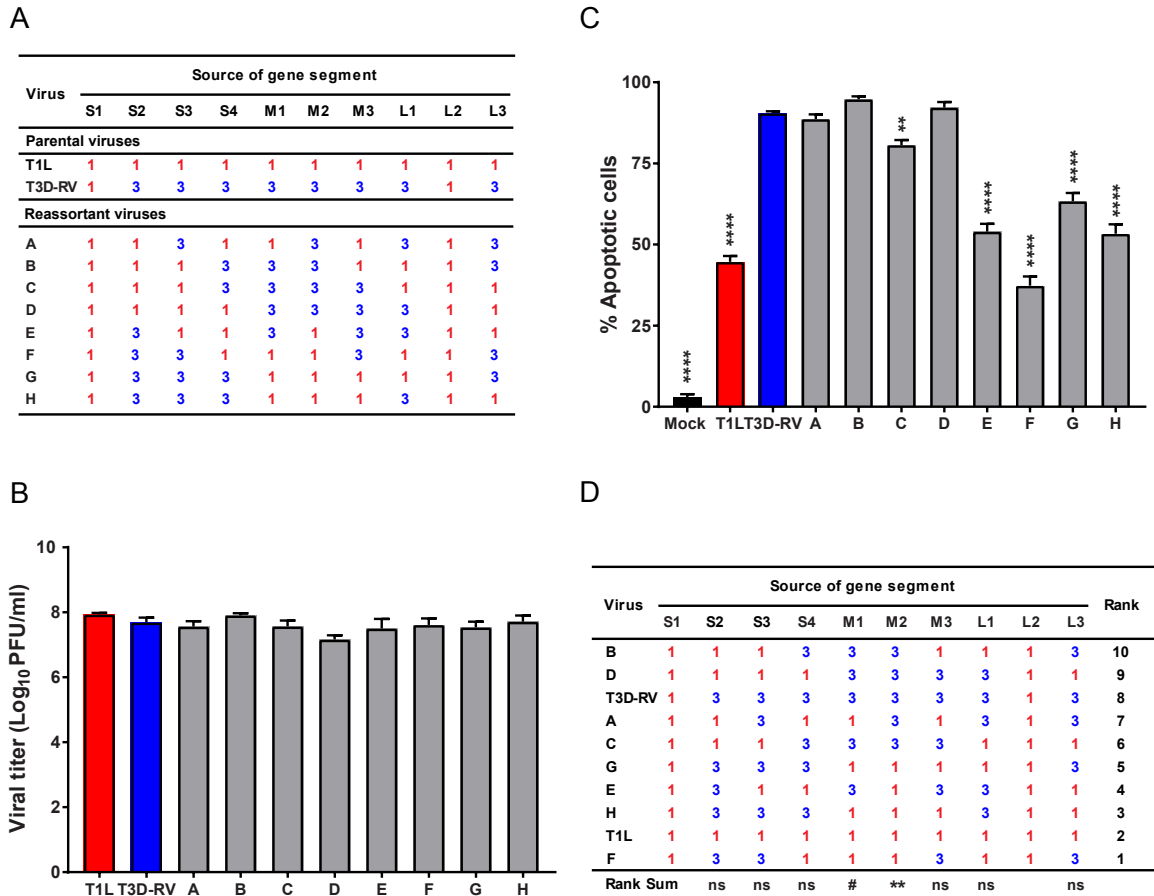 A
Source of gene segment
Virus
S1 S2 S3 S4 M1 M2 M3 L1 L2 L3
Parental viruses
T1L 1 1 1 1 1 1 1 1 1 1
T3D-RV 1 3 3 3 3 3 3 3 1 3
Reassortant viruses
A 1 1 3 1 1 3 1 3 1 3
B 1 1 1 3 3 3 1 1 1 3
C 1 1 1 3 3 3 3 1 1 1
D 1 1 1 1 3 3 3 3 1 1
E 1 3 1 1 3 1 3 3 1 1
F 1 3 3 1 1 1 3 1 1 3
G 1 3 3 3 1 1 1 1 1 3
H 1 3 3 3 1 1 1 3 1 1
B
Viral titer (Log10 PFU/ml)
10
8
6
4
2
0
T1L T3D-RV A B C D E F G H
C
% Apoptotic cells
100
75
50
25
0
**** **** ** **** **** **** ****
Mock T1L T3D-RV A B C D E F G H
D
Source of gene segment
Virus Rank
S1 S2 S3 S4 M1 M2 M3 L1 L2 L3
B 1 1 1 3 3 3 1 1 1 3 10
D 1 1 1 1 3 3 3 3 1 1 9
T3D-RV 1 3 3 3 3 3 3 3 1 3 8
A 1 1 3 1 1 3 1 3 1 3 7
C 1 1 1 3 3 3 3 1 1 1 6
G 1 3 3 3 1 1 1 1 1 3 5
E 1 3 1 1 3 1 3 3 1 1 4
H 1 3 3 3 1 1 1 3 1 1 3
T1L 1 1 1 1 1 1 1 1 1 1 2
F 1 3 3 1 1 1 3 1 1 3 1
Rank Sum ns ns ns # ** ns ns ns